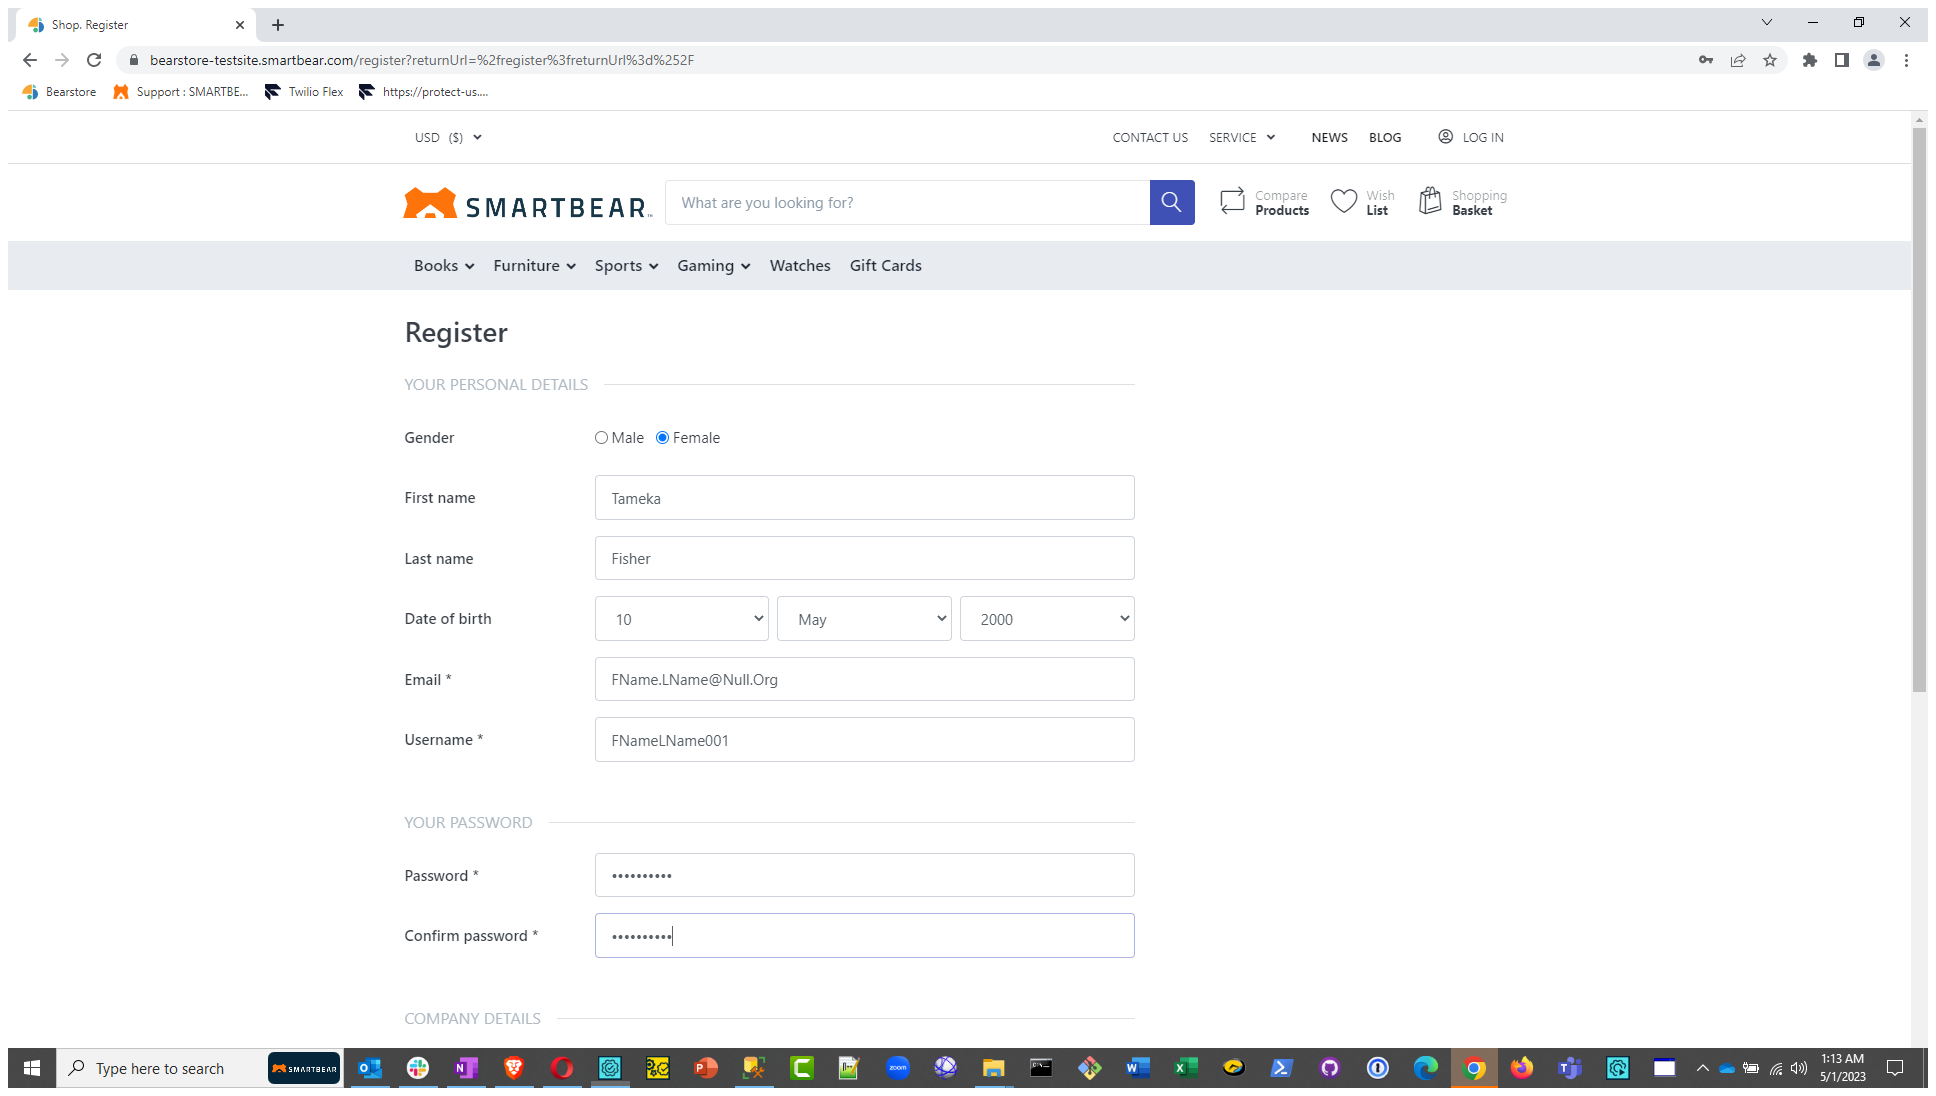 Shop. Register
bearstore-testsite.smartbear.com/register?returnUrl=%2fregister%3freturnUrl%3d%252F
Bearstore Support : SMARTBE... Twilio Flex https://protect-us....
USD ($) CONTACT US SERVICE NEWS BLOG LOG IN
SMARTBEAR What are you looking for? Compare Products Wish List Shopping Basket
Books Furniture Sports Gaming Watches Gift Cards
Register
YOUR PERSONAL DETAILS
Gender Male Female
First name Tameka
Last name Fisher
Date of birth 10 May 2000
Email * FName.LName@Null.Org
Username * FNameLName001
YOUR PASSWORD
Password * ••••••••••
Confirm password * ••••••••••
COMPANY DETAILS
Type here to search SMARTBEAR zoom 1:13 AM
5/1/2023